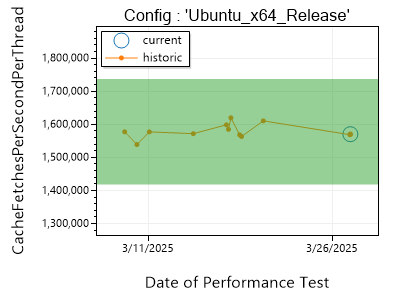 Config : 'Ubuntu_x64_Release'
current
historic
CacheFetchesPerSecondPerThread
1,800,000
1,700,000
1,600,000
1,500,000
1,400,000
1,300,000
3/11/2025
3/26/2025
Date of Performance Test